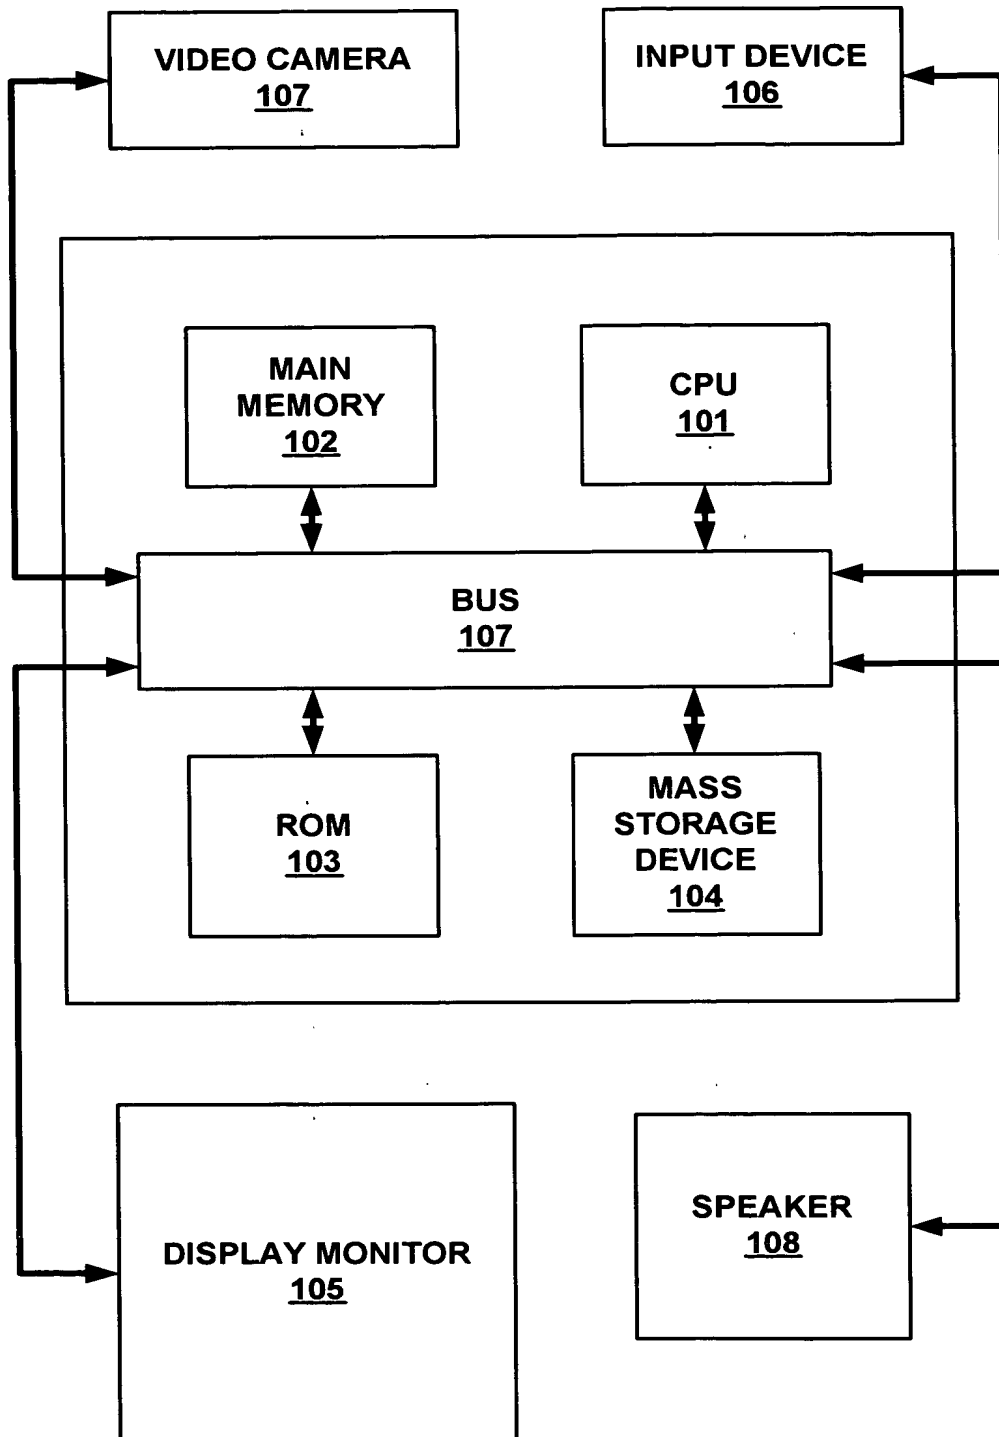 VIDEO CAMERA
107
INPUT DEVICE
106
MAIN
MEMORY
102
CPU
101
BUS
107
ROM
103
MASS
STORAGE
DEVICE
104
DISPLAY MONITOR
105
SPEAKER
108